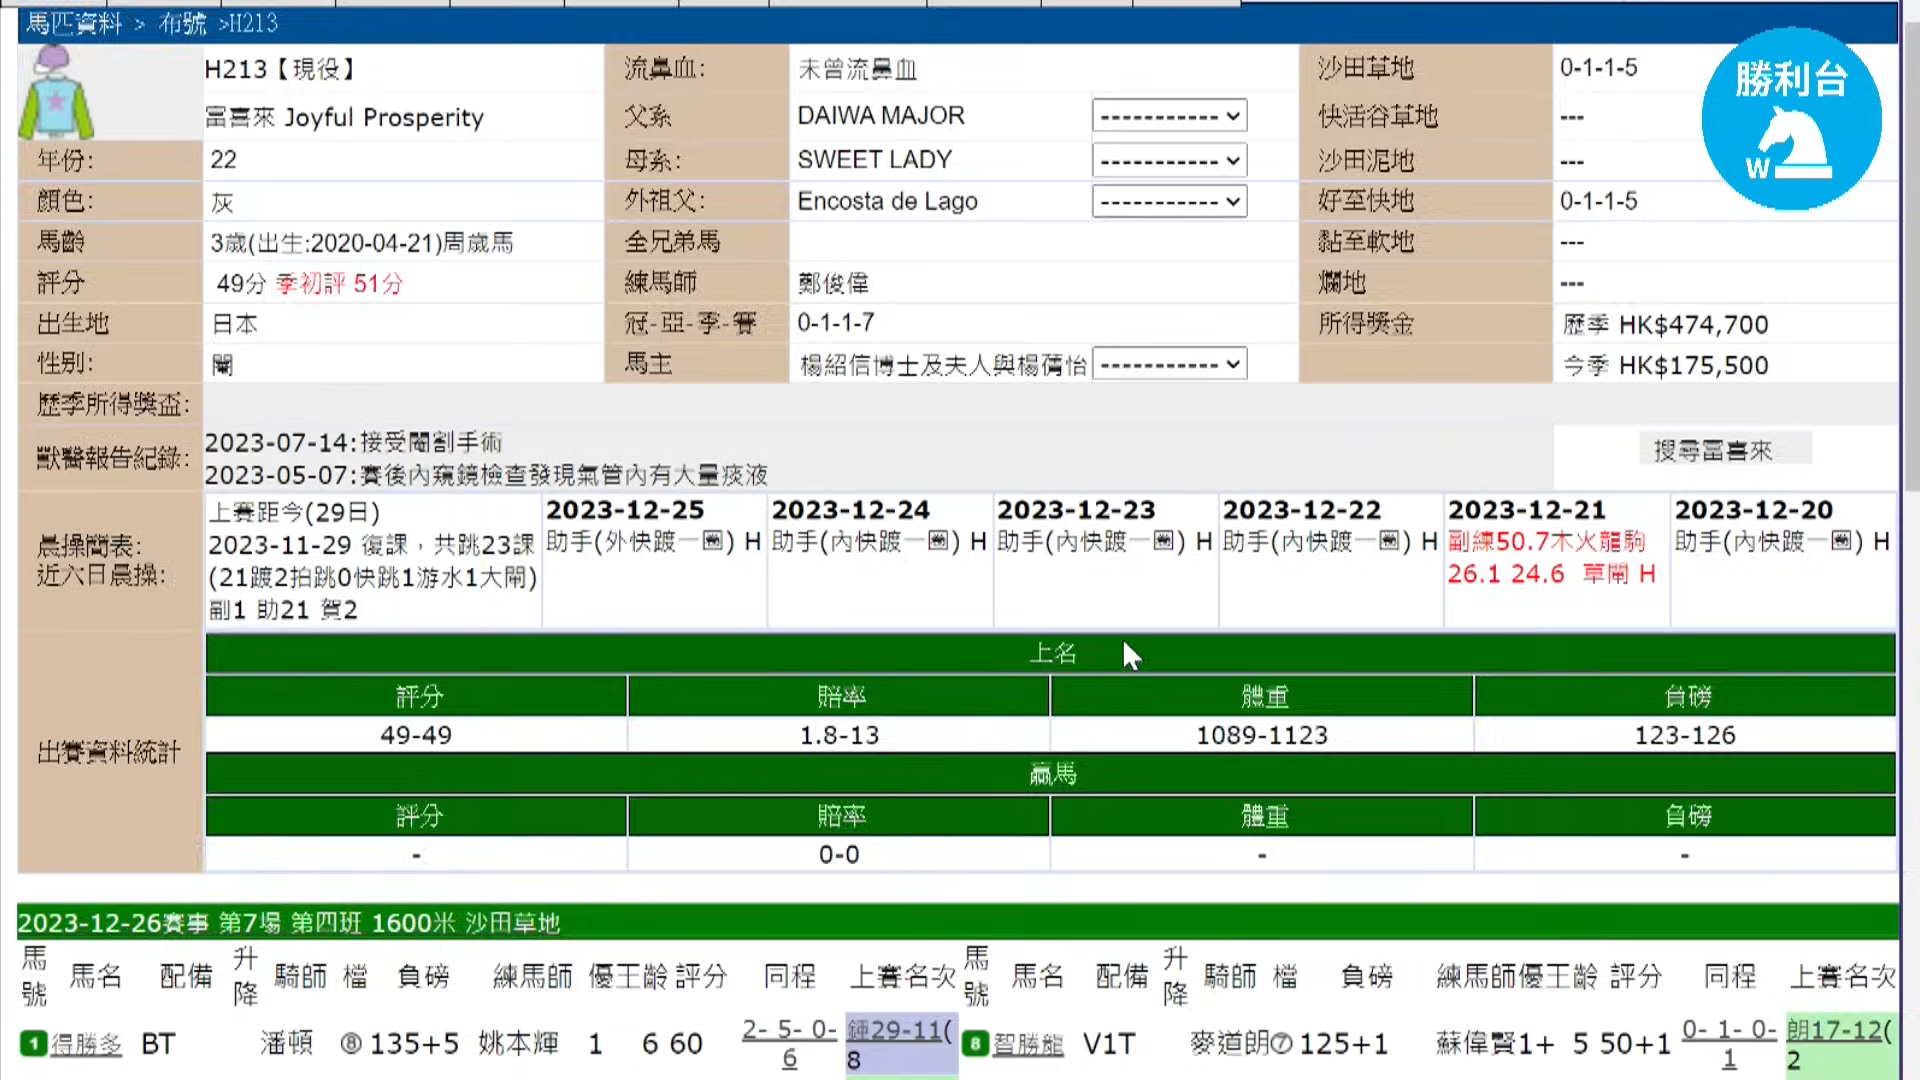 馬匹資料 > 布號 >H213
勝利台
W
H213【現役】
富喜來 Joyful Prosperity
流鼻血: 未曾流鼻血
父系 DAIWA MAJOR -----------
沙田草地 0-1-1-5
快活谷草地 ---
年份: 22 母系: SWEET LADY ----------- 沙田泥地 ---
顏色: 灰 外祖父: Encosta de Lago ----------- 好至快地 0-1-1-5
馬齡 3歲(出生:2020-04-21)周歲馬 全兄弟馬 黏至軟地 ---
評分 49分 季初評 51分 練馬師 鄭俊偉 爛地 ---
出生地 日本 冠-亞-季-賽 0-1-1-7 所得獎金 歷季 HK$474,700
性別: 閹 馬主 楊紹信博士及夫人與楊蒨怡 ----------- 今季 HK$175,500
歷季所得獎盃:
獸醫報告紀錄:
2023-07-14:接受閹割手術
2023-05-07:賽後內窺鏡檢查發現氣管內有大量痰液
搜尋富喜來
晨操簡表:
近六日晨操:
上賽距今(29日)
2023-11-29 復課，共跳23課
(21踱2拍跳0快跳1游水1大閘)
副1 助21 賀2
2023-12-25
助手(外快踱一圈) H
2023-12-24
助手(內快踱一圈) H
2023-12-23
助手(內快踱一圈) H
2023-12-22
助手(內快踱一圈) H
2023-12-21
副練50.7木火龍駒
26.1 24.6 草閘 H
2023-12-20
助手(內快踱一圈) H
出賽資料統計
上名
評分 賠率 體重 負磅
49-49 1.8-13 1089-1123 123-126
贏馬
評分 賠率 體重 負磅
- 0-0 - -
2023-12-26賽事 第7場 第四班 1600米 沙田草地
馬號 馬名 配備 升降 騎師 檔 負磅 練馬師 優王齡 評分 同程 上賽名次 馬號 馬名 配備 升降 騎師 檔 負磅 練馬師優王齡 評分 同程 上賽名次
1 得勝多 BT 潘頓 ⑧ 135+5 姚本輝 1 6 60 2- 5- 0- 6 鍾29-11( 8 8 智勝龍 V1T 麥道朗⑦ 125+1 蘇偉賢1+ 5 50+1 0- 1- 0- 1 朗17-12( 2